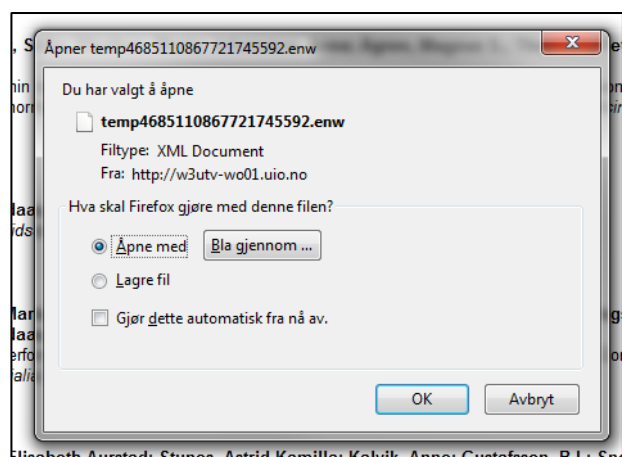 Åpner temp4685110867721745592.enw
Du har valgt å åpne
temp4685110867721745592.enw
Filtype: XML Document
Fra: http://w3utv-wo01.uio.no
Hva skal Firefox gjøre med denne filen?
Åpne med
Bla gjennom ...
Lagre fil
Gjør dette automatisk fra nå av.
OK
Avbryt